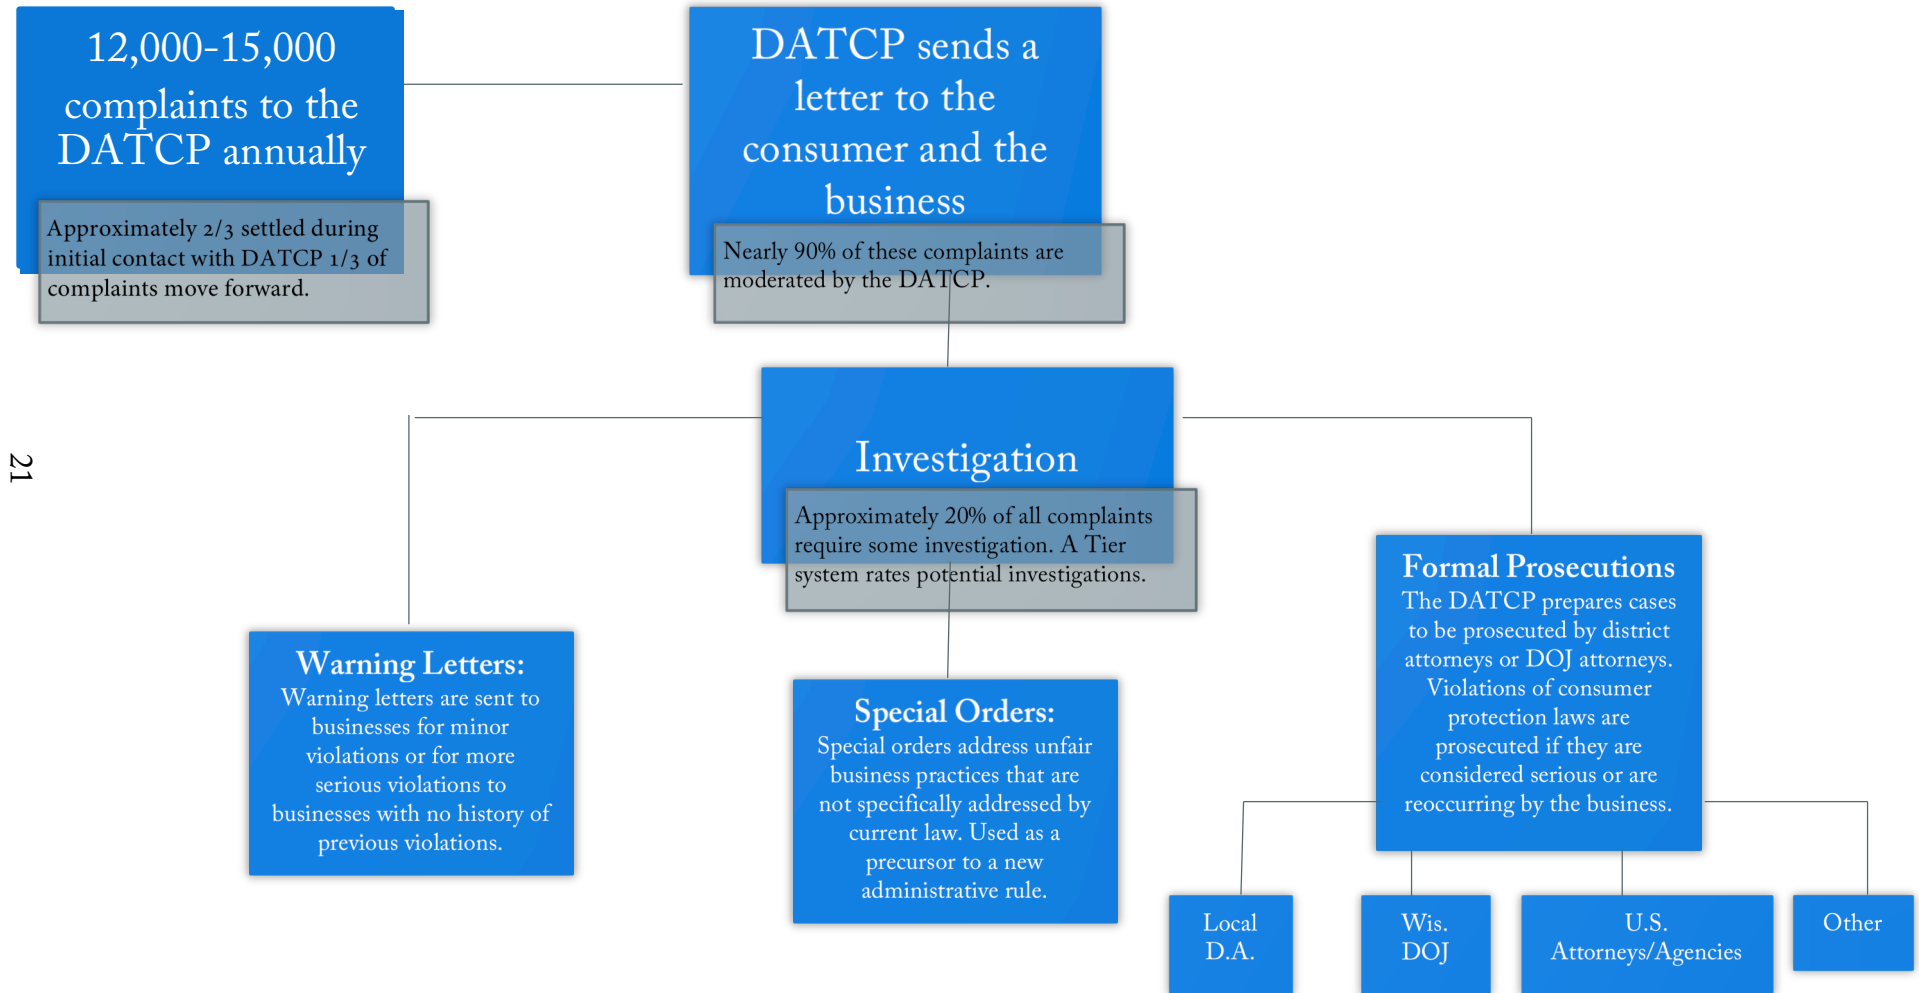 12,000-15,000
complaints to the
DATCP annually
Approximately 2/3 settled during
initial contact with DATCP 1/3 of
complaints move forward.
DATCP sends a
letter to the
consumer and the
business
Nearly 90% of these complaints are
moderated by the DATCP.
Investigation
Approximately 20% of all complaints
require some investigation. A Tier
system rates potential investigations.
21
Warning Letters:
Warning letters are sent to
businesses for minor
violations or for more
serious violations to
businesses with no history of
previous violations.
Special Orders:
Special orders address unfair
business practices that are
not specifically addressed by
current law. Used as a
precursor to a new
administrative rule.
Formal Prosecutions
The DATCP prepares cases
to be prosecuted by district
attorneys or DOJ attorneys.
Violations of consumer
protection laws are
prosecuted if they are
considered serious or are
reoccurring by the business.
Local
D.A.
Wis.
DOJ
U.S.
Attorneys/Agencies
Other